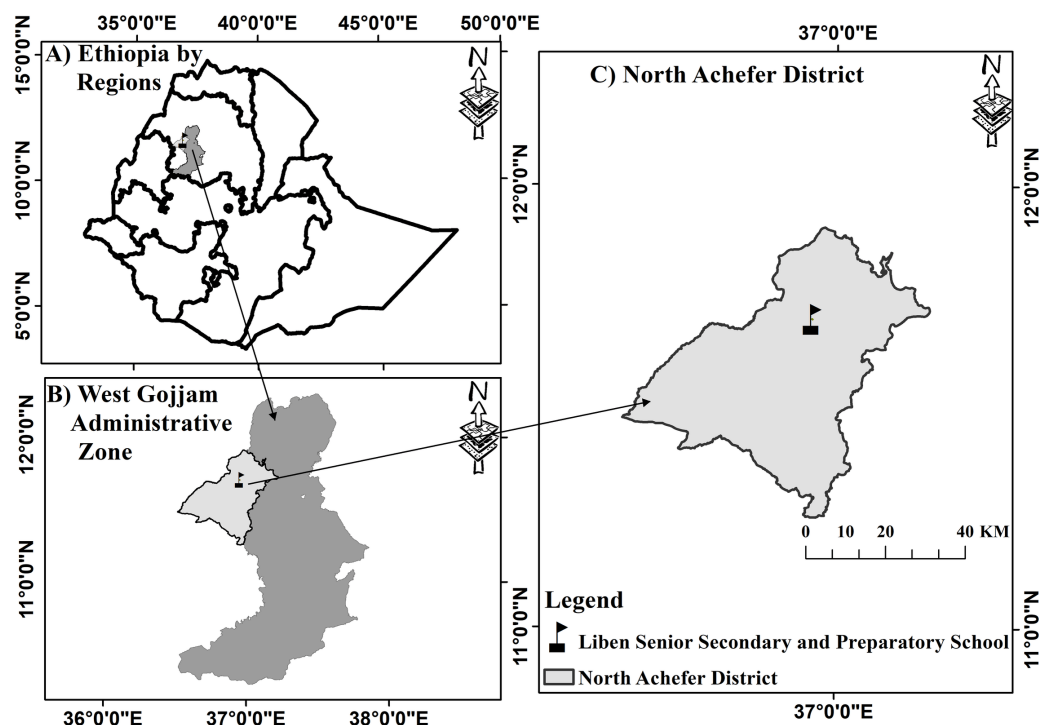 35°0'0"E 40°0'0"E 45°0'0"E 50°0'0"E
A) Ethiopia by
Regions
N
15°0'0"N
10°0'0"N
5°0'0"N
B) West Gojjam
Administrative
Zone
N
12°0'0"N
11°0'0"N
36°0'0"E 37°0'0"E 38°0'0"E
37°0'0"E
C) North Achefer District
N
12°0'0"N
12°0'0"N
0 10 20 40 KM
11°0'0"N
11°0'0"N
Legend
Liben Senior Secondary and Preparatory School
North Achefer District
37°0'0"E